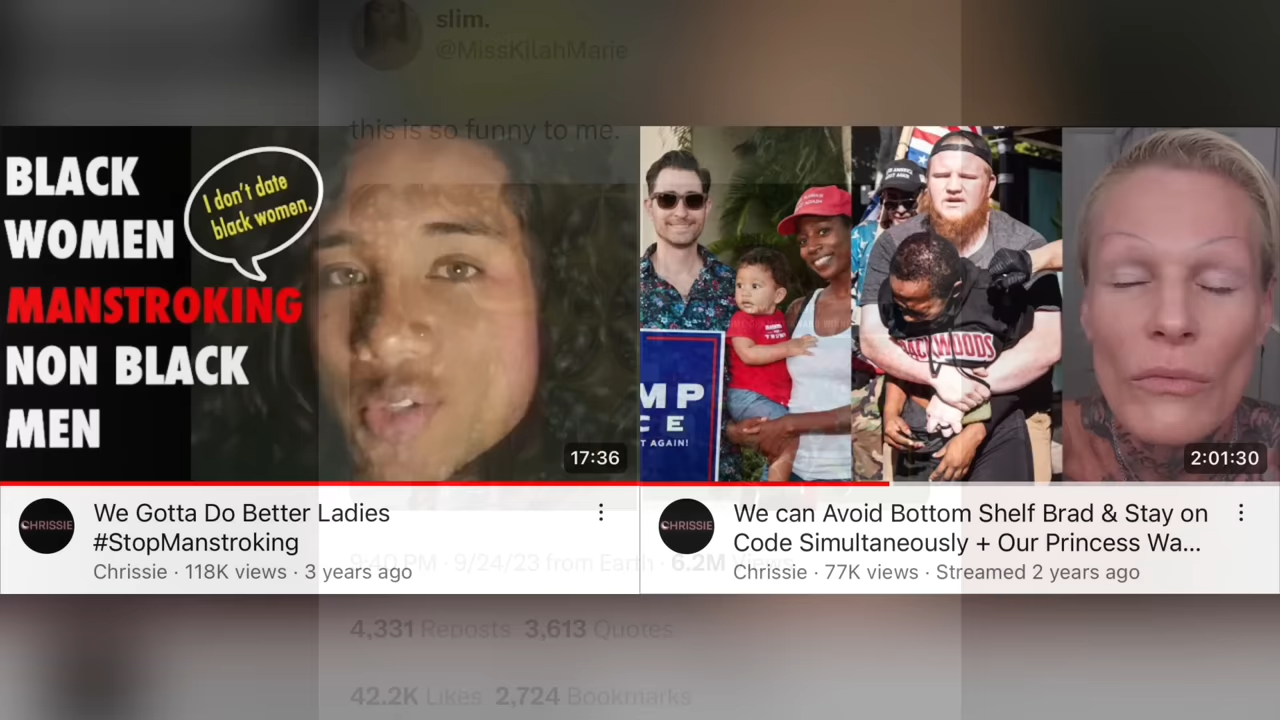 slim.
@MissKilahMarie
this is so funny to me.
BLACK
WOMEN
MANSTROKING
NON BLACK
MEN
I don't date
black women.
17:36
MP
CE
T AGAIN!
TRUMP
BACKWOODS
2:01:30
CHRISSIE
We Gotta Do Better Ladies
#StopManstroking
Chrissie · 118K views · 3 years ago
CHRISSIE
We can Avoid Bottom Shelf Brad & Stay on
Code Simultaneously + Our Princess Wa...
Chrissie · 77K views · Streamed 2 years ago
9:40 PM · 9/24/23 from Earth · 6.2M Views
4,331 Reposts 3,613 Quotes
42.2K Likes 2,724 Bookmarks